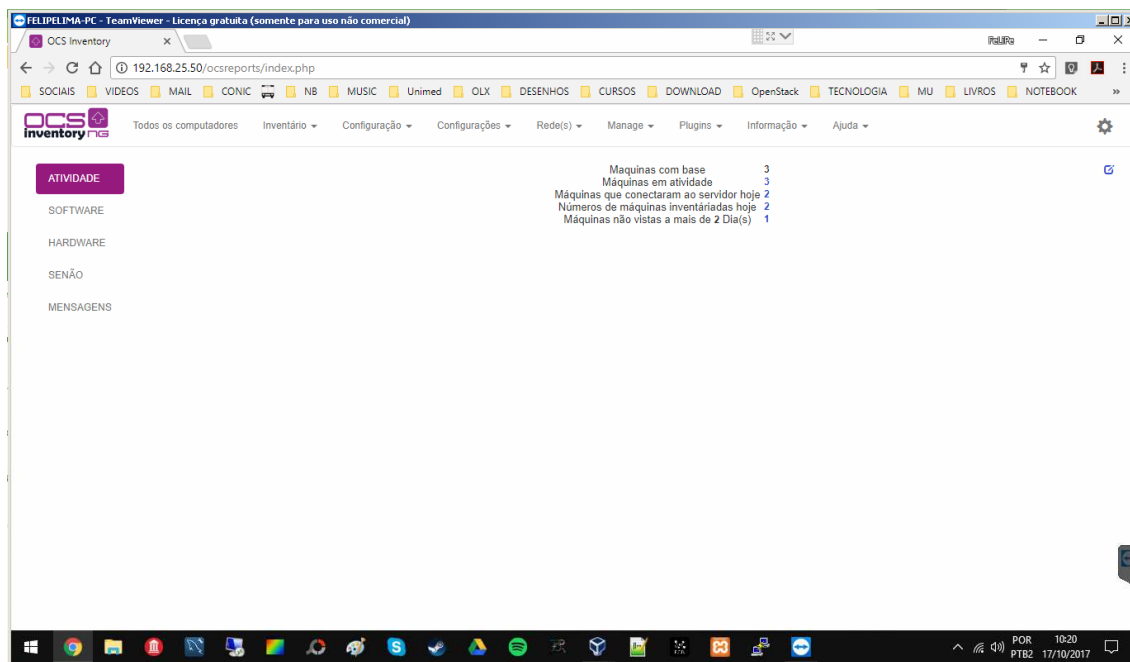 FELIPELIMA-PC - TeamViewer - Licença gratuita (somente para uso não comercial)
OCS Inventory
192.168.25.50/ocsreports/index.php
SOCIAIS VIDEOS MAIL CONIC NB MUSIC Unimed OLX DESENHOS CURSOS DOWNLOAD OpenStack TECNOLOGIA MU LIVROS NOTEBOOK »
OCS inventory NG
Todos os computadores Inventário Configuração Configurações Rede(s) Manage Plugins Informação Ajuda
ATIVIDADE
SOFTWARE
HARDWARE
SENÃO
MENSAGENS
Maquinas com base 3
Máquinas em atividade 3
Máquinas que conectaram ao servidor hoje 2
Números de máquinas inventáriadas hoje 2
Máquinas não vistas a mais de 2 Dia(s) 1
POR 10:20
PTB2 17/10/2017